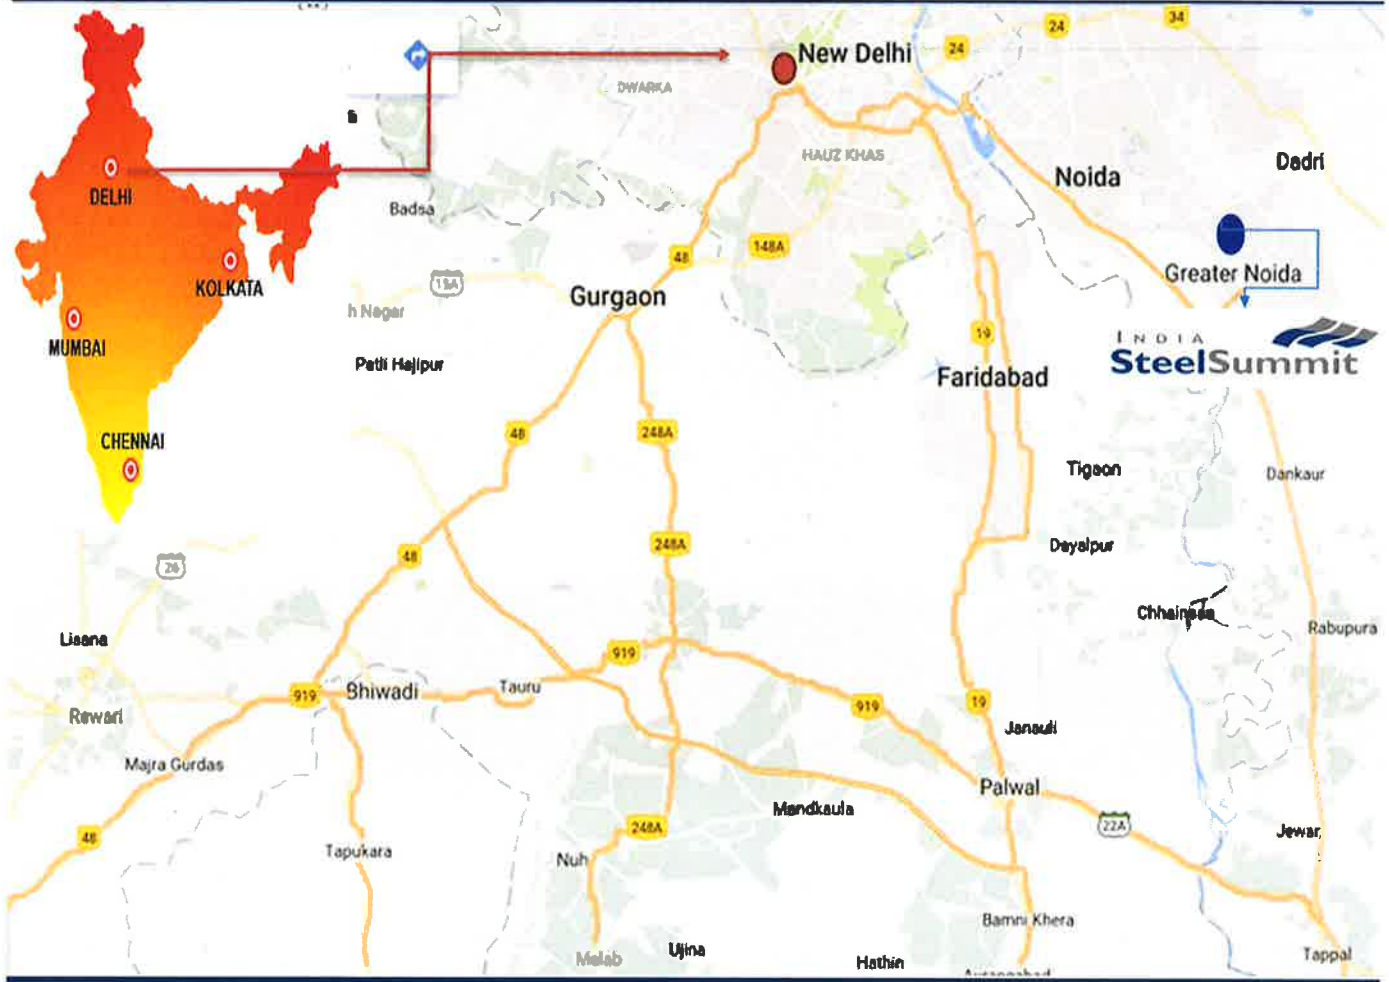 34
24
24
New Delhi
DWARKA
HAUZ KHAS
Noida
Dadri
DELHI
Badsa
148A
48
KOLKATA
Greater Noida
15A
Gurgaon
h Nagar
MUMBAI
19
INDIA
SteelSummit
Patli Hajipur
Faridabad
48
248A
CHENNAI
Tigaon
Dankaur
248A
Dayalpur
48
26
Chhainsa
Rabupura
Lisana
919
919
Bhiwadi
Tauru
919
19
Rewari
Janauli
Majra Gurdas
Palwal
Mandkaula
22A
Jewar
48
248A
Tapukara
Nuh
Bamni Khera
Malab
Ujina
Hathin
Tappal